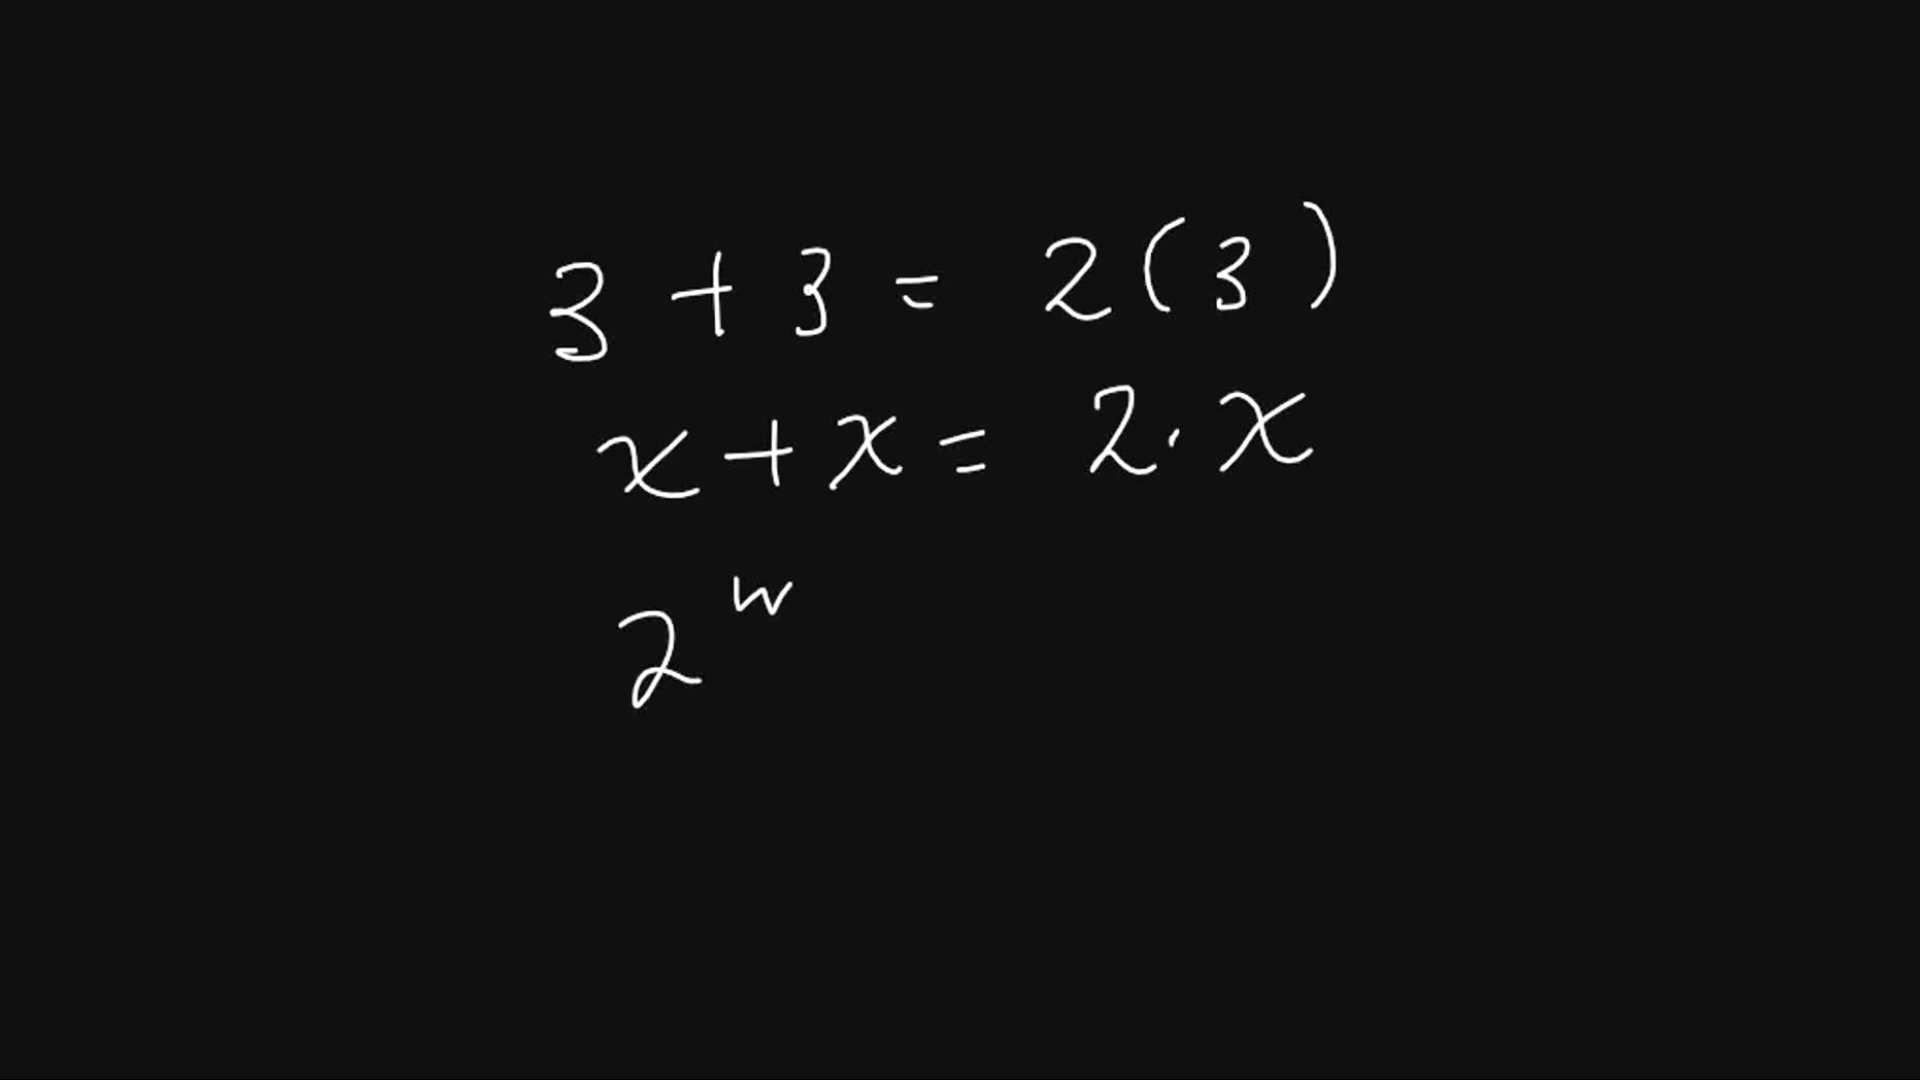 3 + 3 = 2(3)
x + x = 2 · x
2^w